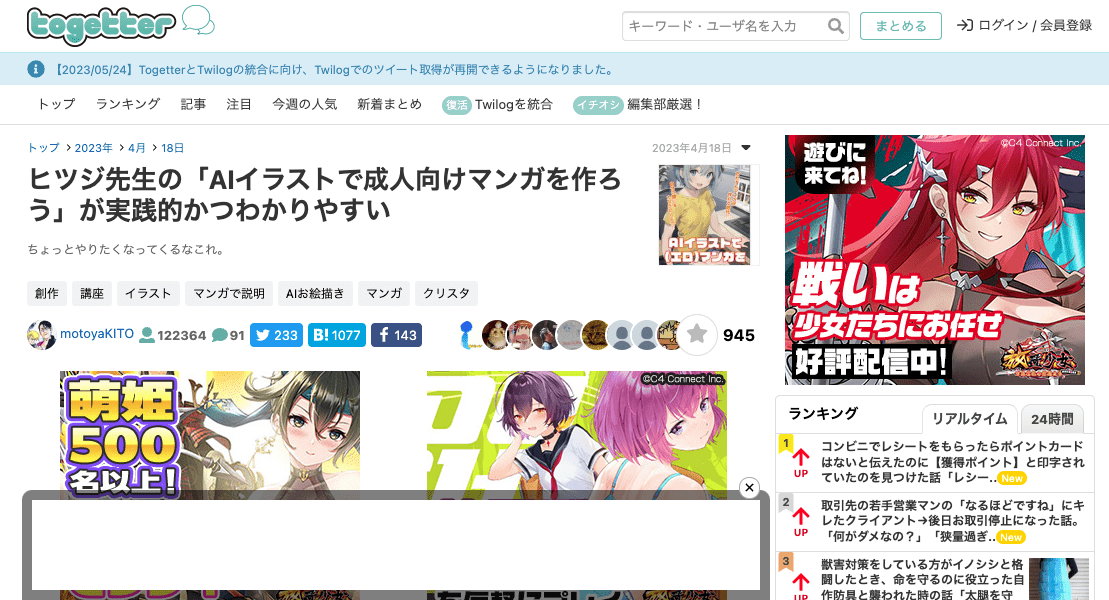 togetter
キーワード・ユーザ名を入力
まとめる
ログイン / 会員登録
【2023/05/24】TogetterとTwilogの統合に向け、Twilogでのツイート取得が再開できるようになりました。
トップ ランキング 記事 注目 今週の人気 新着まとめ 復活 Twilogを統合 イチオシ 編集部厳選！
トップ 2023年 4月 18日
2023年4月18日
ヒツジ先生の「AIイラストで成人向けマンガを作ろ
う」が実践的かつわかりやすい
ちょっとやりたくなってくるなこれ。
AIイラストで
(エロ)マンガを
創作 講座 イラスト マンガで説明 AIお絵描き マンガ クリスタ
motoyaKITO 122364 91 233 B!1077 143
945
萌姫
500
名以上!
©C4 Connect Inc.
©C4 Connect Inc.
遊びに
来てね!
戦いは
少女たちにお任せ
好評配信中!
放置少女
ランキング
リアルタイム
24時間
1
UP
コンビニでレシートをもらったらポイントカード
はないと伝えたのに【獲得ポイント】と印字され
ていたのを見つけた話「レシー.. New
2
UP
取引先の若手営業マンの「なるほどですね」にキ
レたクライアント→後日お取引停止になった話。
「何がダメなの？」「狭量過ぎ.. New
3
UP
獣害対策をしている方がイノシシと格
闘したとき、命を守るのに役立った自
作防具と襲われた時の話「太腿を守